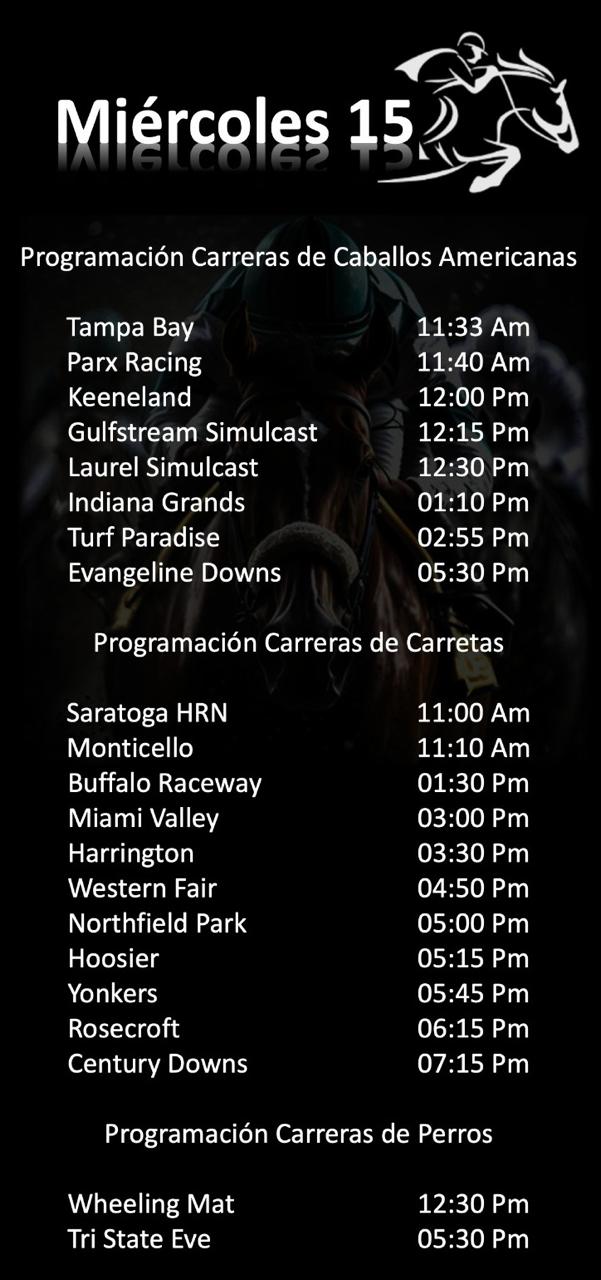 Miércoles 15
Programación Carreras de Caballos Americanas
Tampa Bay 11:33 Am
Parx Racing 11:40 Am
Keeneland 12:00 Pm
Gulfstream Simulcast 12:15 Pm
Laurel Simulcast 12:30 Pm
Indiana Grands 01:10 Pm
Turf Paradise 02:55 Pm
Evangeline Downs 05:30 Pm
Programación Carreras de Carretas
Saratoga HRN 11:00 Am
Monticello 11:10 Am
Buffalo Raceway 01:30 Pm
Miami Valley 03:00 Pm
Harrington 03:30 Pm
Western Fair 04:50 Pm
Northfield Park 05:00 Pm
Hoosier 05:15 Pm
Yonkers 05:45 Pm
Rosecroft 06:15 Pm
Century Downs 07:15 Pm
Programación Carreras de Perros
Wheeling Mat 12:30 Pm
Tri State Eve 05:30 Pm